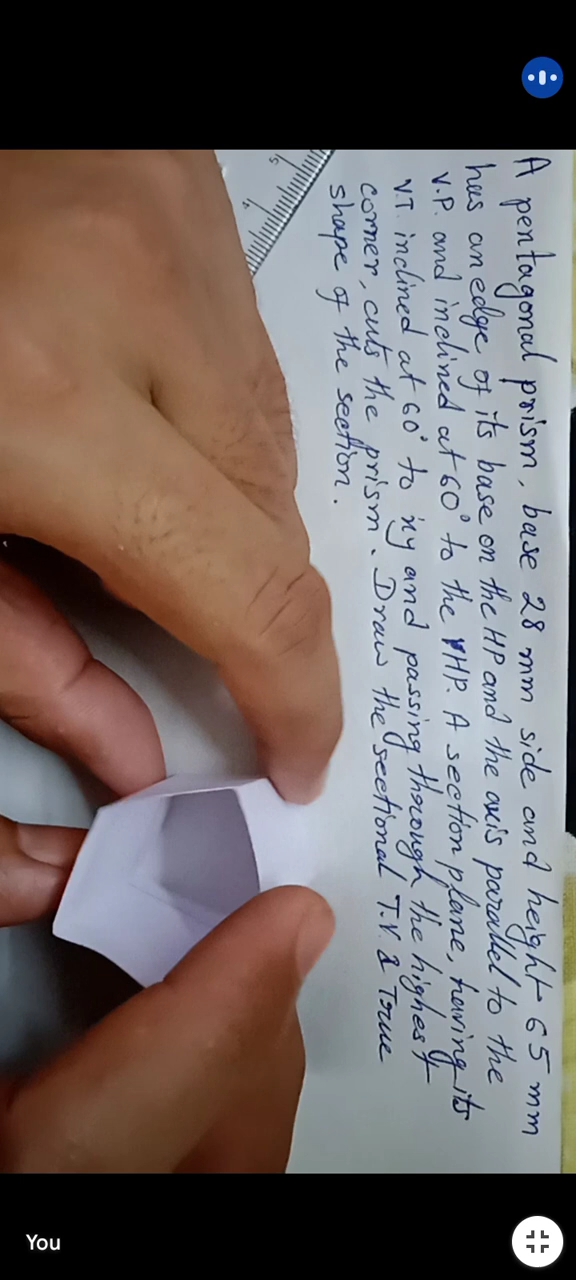 A pentagonal prism, base 28 mm side and height 65 mm
has an edge of its base on the HP and the axis parallel to the
V.P. and inclined at 60° to the HP. A section plane, having its
V.T. inclined at 60° to xy and passing through the highest
corner, cuts the prism. Draw the sectional T.V. & True
shape of the section.
5
4
You